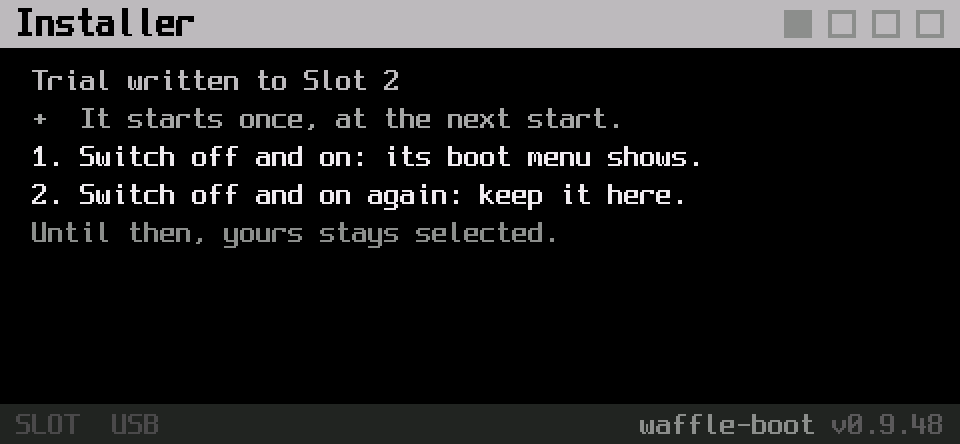 Installer
Trial written to Slot 2
+  It starts once, at the next start.
1. Switch off and on: its boot menu shows.
2. Switch off and on again: keep it here.
Until then, yours stays selected.
SLOT  USB
waffle-boot v0.9.48